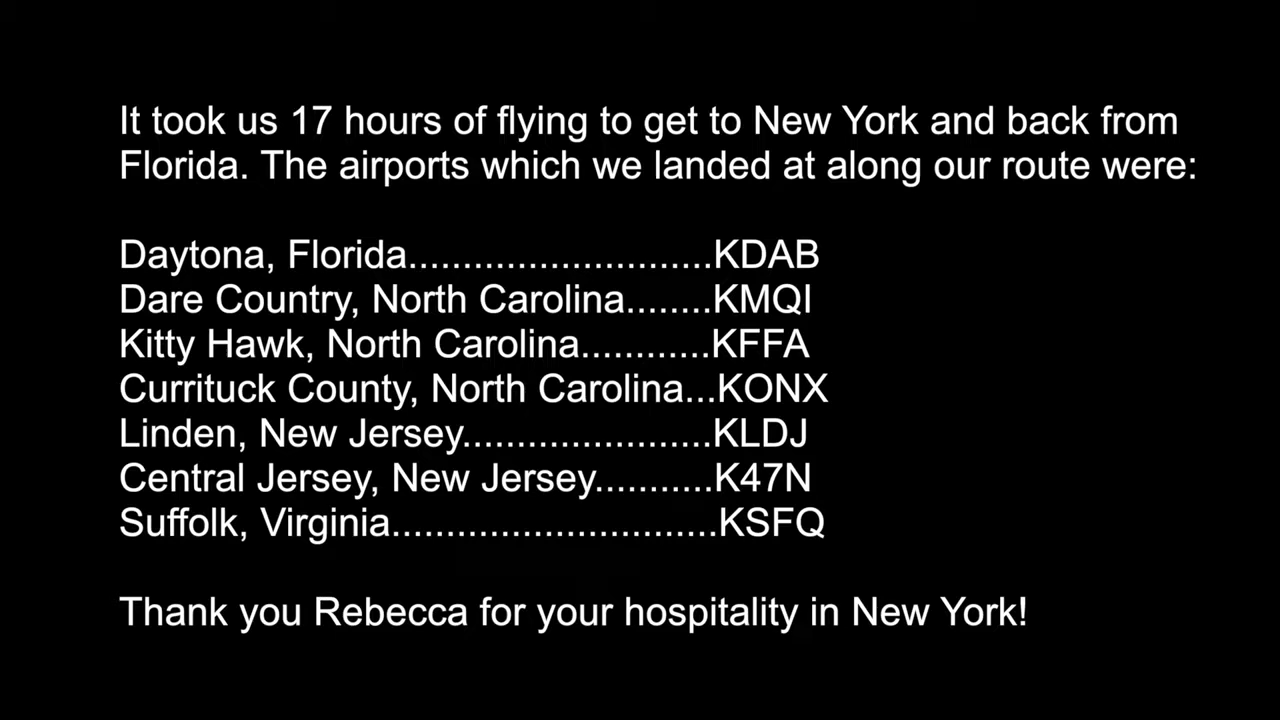 It took us 17 hours of flying to get to New York and back from
Florida. The airports which we landed at along our route were:
Daytona, Florida............................KDAB
Dare Country, North Carolina........KMQI
Kitty Hawk, North Carolina............KFFA
Currituck County, North Carolina...KONX
Linden, New Jersey.......................KLDJ
Central Jersey, New Jersey...........K47N
Suffolk, Virginia..............................KSFQ
Thank you Rebecca for your hospitality in New York!